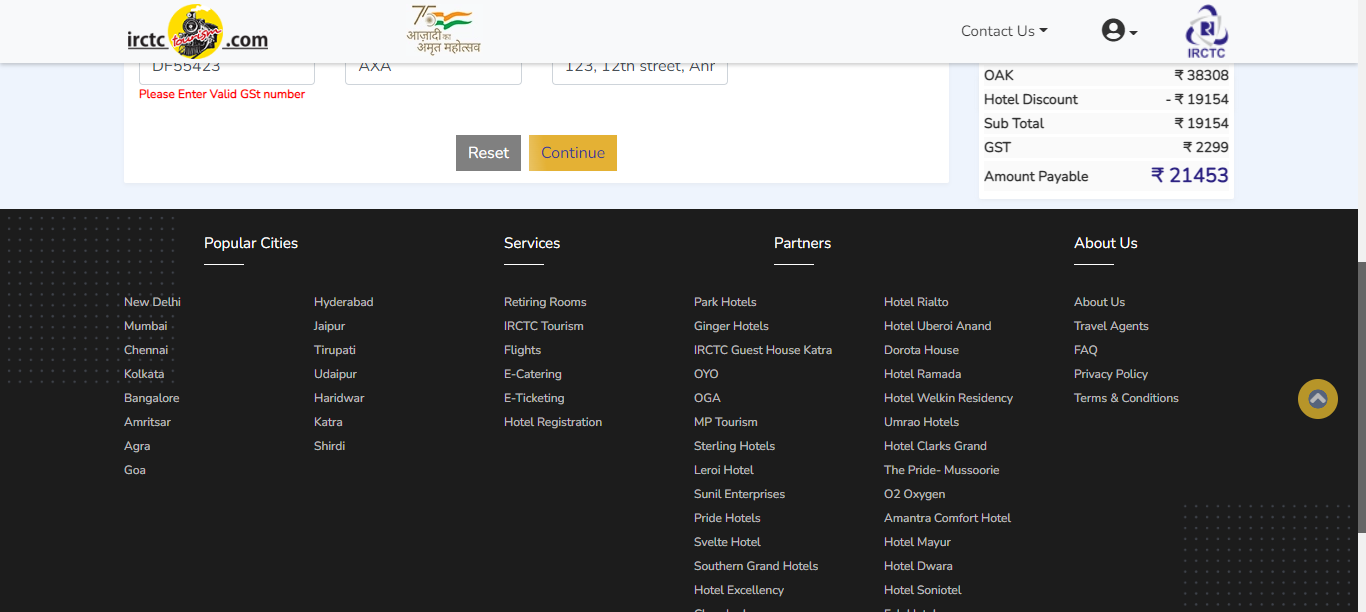 irctc tourism .com
75
आज़ादी का
अमृत महोत्सव
Contact Us
IRCTC
DF55423
AXA
123, 12th street, Anr
Please Enter Valid GSt number
Reset
Continue
OAK ₹ 38308
Hotel Discount - ₹ 19154
Sub Total ₹ 19154
GST ₹ 2299
Amount Payable ₹ 21453
Popular Cities
New Delhi
Mumbai
Chennai
Kolkata
Bangalore
Amritsar
Agra
Goa
Hyderabad
Jaipur
Tirupati
Udaipur
Haridwar
Katra
Shirdi
Services
Retiring Rooms
IRCTC Tourism
Flights
E-Catering
E-Ticketing
Hotel Registration
Partners
Park Hotels
Ginger Hotels
IRCTC Guest House Katra
OYO
OGA
MP Tourism
Sterling Hotels
Leroi Hotel
Sunil Enterprises
Pride Hotels
Svelte Hotel
Southern Grand Hotels
Hotel Excellency
Hotel Rialto
Hotel Uberoi Anand
Dorota House
Hotel Ramada
Hotel Welkin Residency
Umrao Hotels
Hotel Clarks Grand
The Pride- Mussoorie
O2 Oxygen
Amantra Comfort Hotel
Hotel Mayur
Hotel Dwara
Hotel Soniotel
About Us
About Us
Travel Agents
FAQ
Privacy Policy
Terms & Conditions